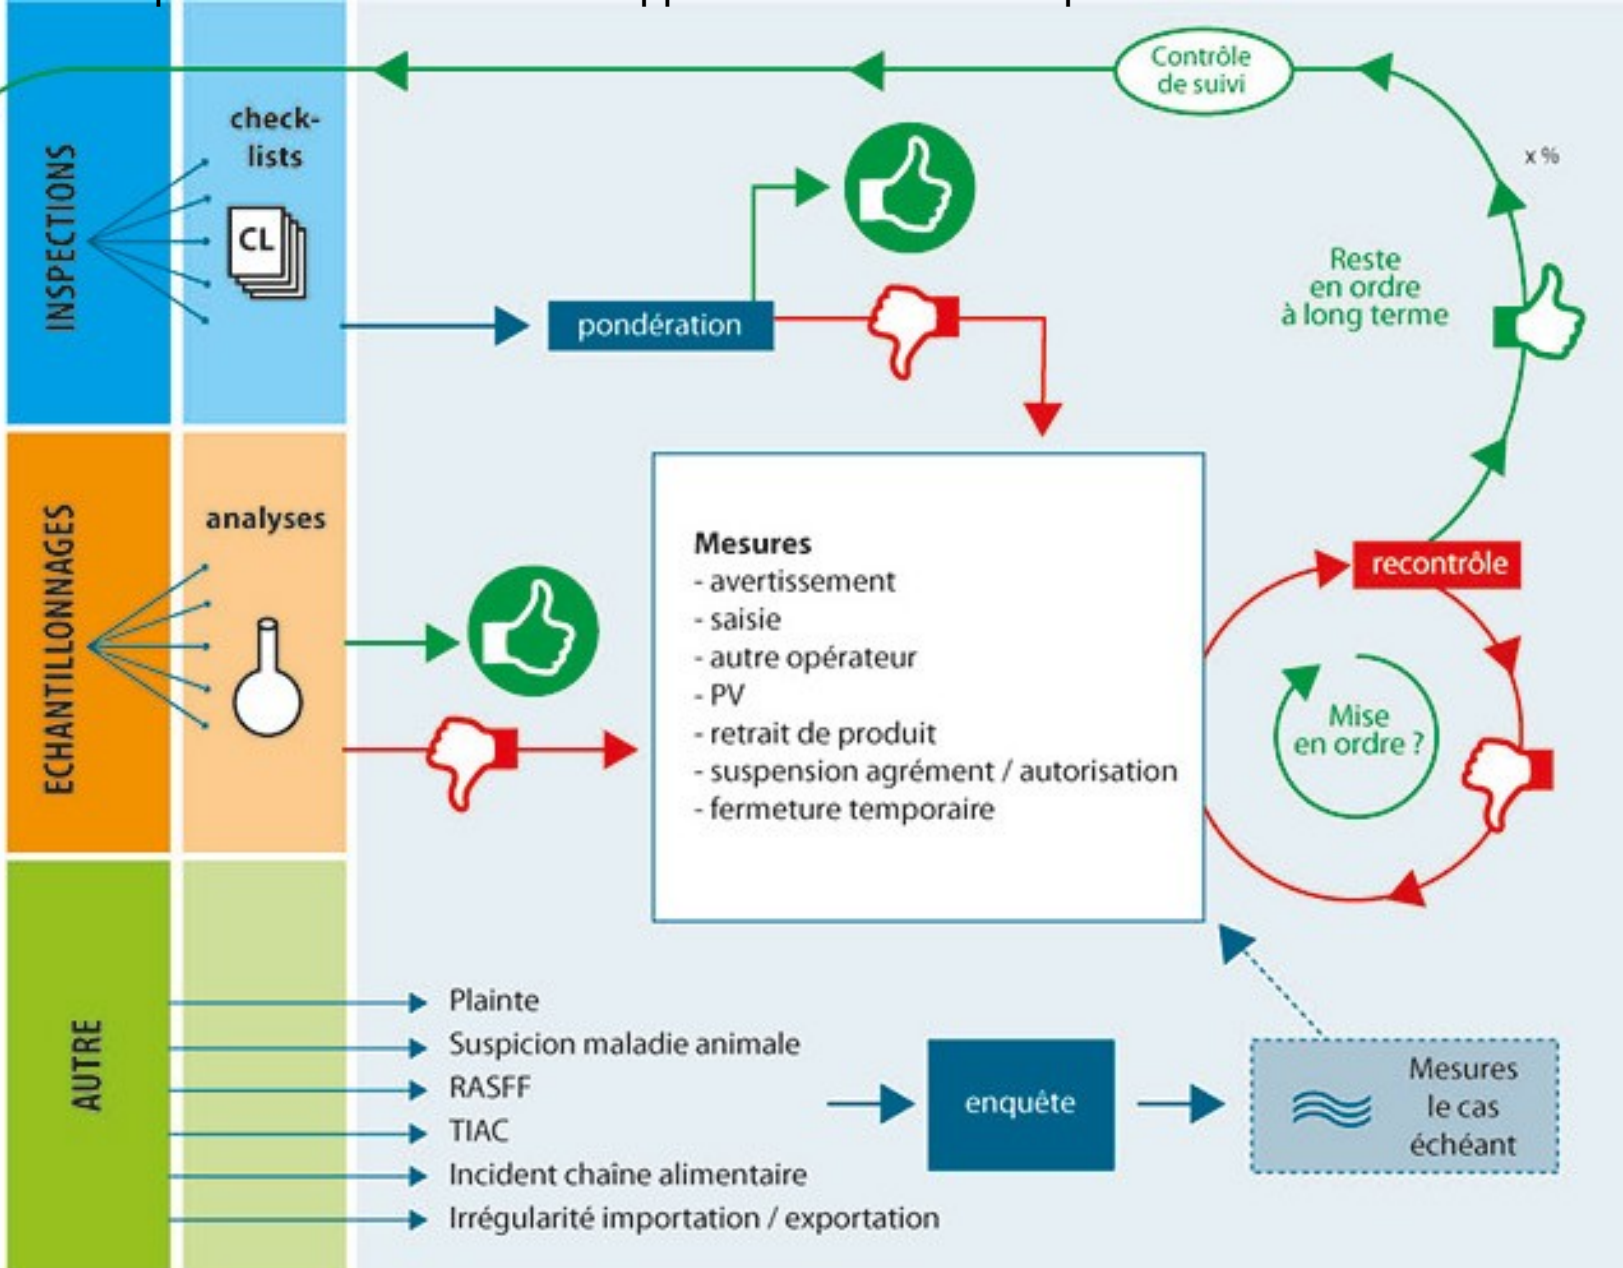 Contrôle
de suivi
x %
check-
lists
INSPECTIONS
CL
pondération
Reste
en ordre
à long terme
ECHANTILLONNAGES
analyses
Mesures
- avertissement
- saisie
- autre opérateur
- PV
- retrait de produit
- suspension agrément / autorisation
- fermeture temporaire
recontrôle
Mise
en ordre ?
AUTRE
Plainte
Suspicion maladie animale
RASFF
TIAC
Incident chaîne alimentaire
Irrégularité importation / exportation
enquête
Mesures
le cas
échéant